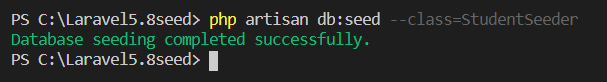 PS C:\Laravel5.8seed> php artisan db:seed --class=StudentSeeder
Database seeding completed successfully.
PS C:\Laravel5.8seed>